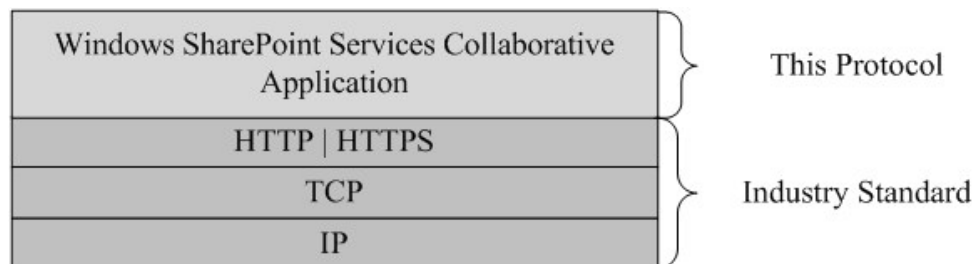 Windows SharePoint Services Collaborative
Application
This Protocol
HTTP | HTTPS
TCP
Industry Standard
IP